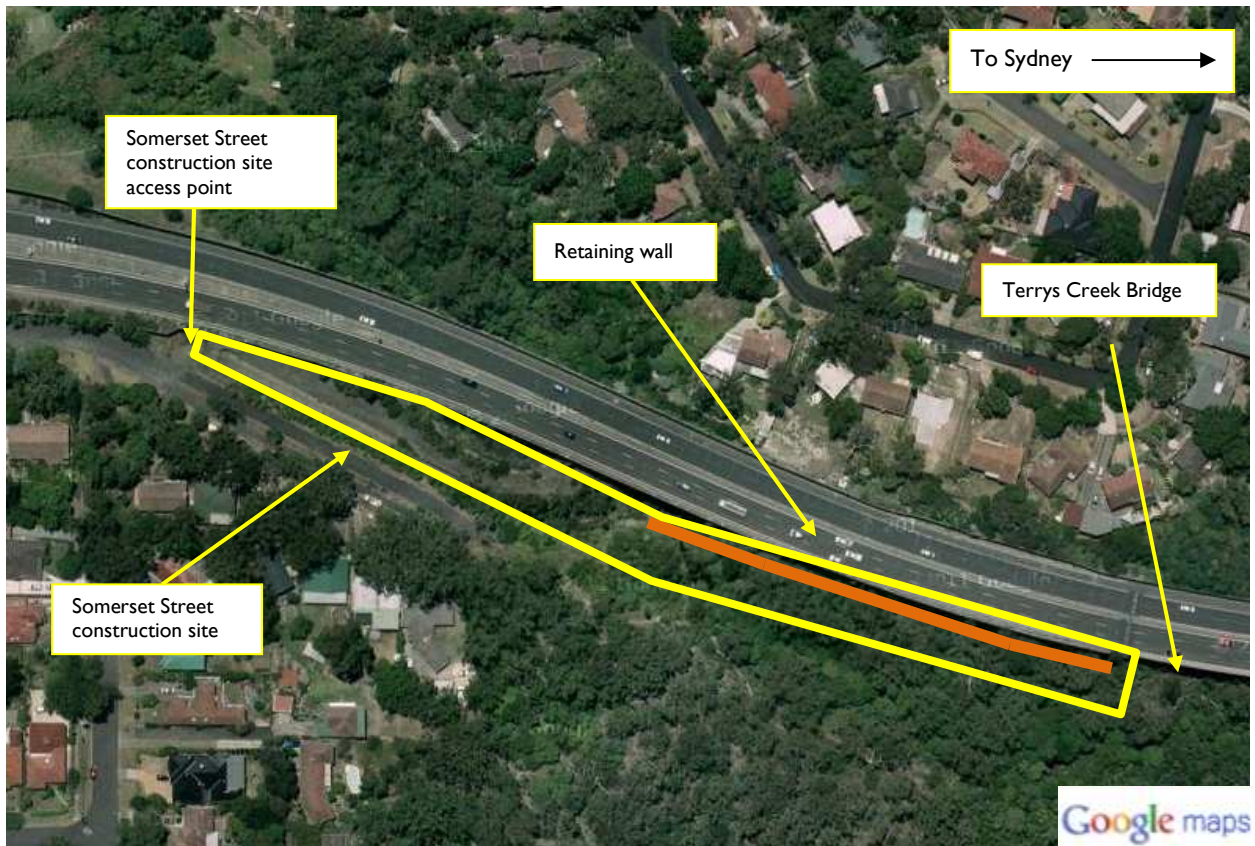 To Sydney
Somerset Street
construction site
access point
Retaining wall
Terrys Creek Bridge
Somerset Street
construction site
Google maps